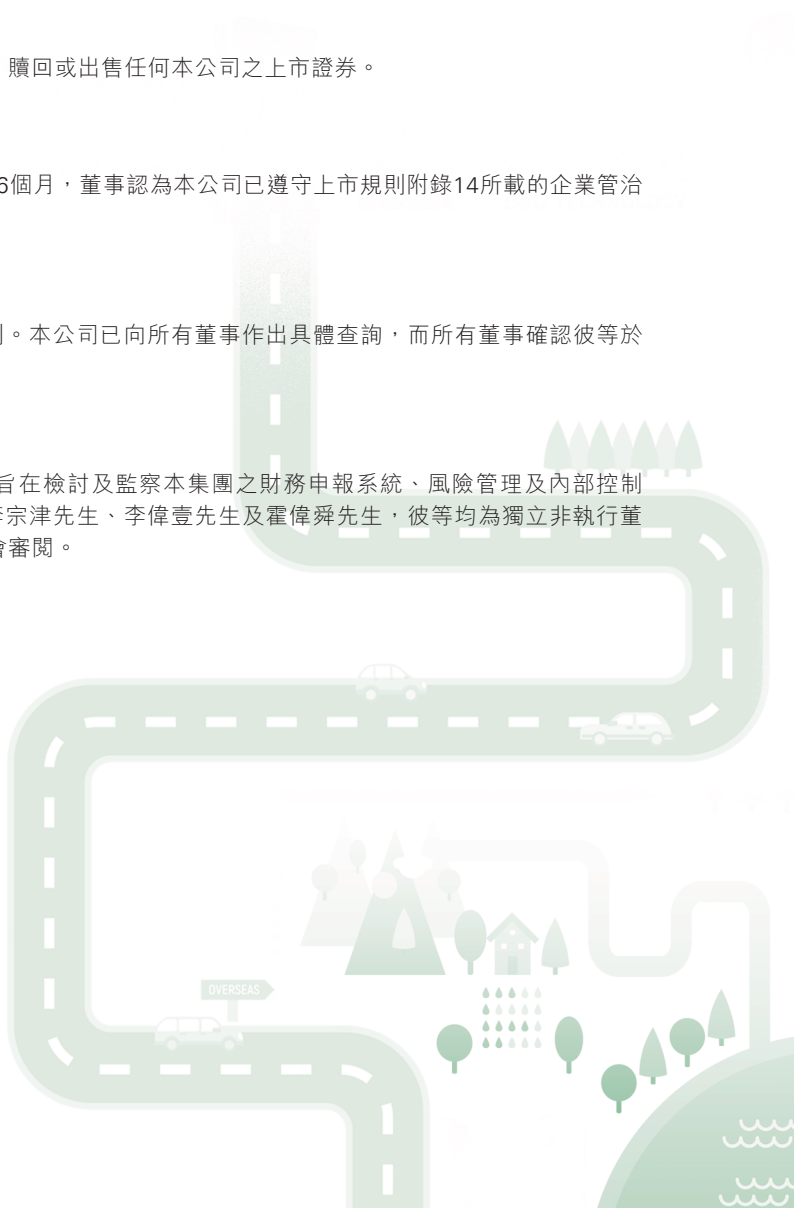 贖回或出售任何本公司之上市證券。
6個月，董事認為本公司已遵守上市規則附錄14所載的企業管治
。本公司已向所有董事作出具體查詢，而所有董事確認彼等於
旨在檢討及監察本集團之財務申報系統、風險管理及內部控制
宗津先生、李偉壹先生及霍偉舜先生，彼等均為獨立非執行董
審閱。
OVERSEAS